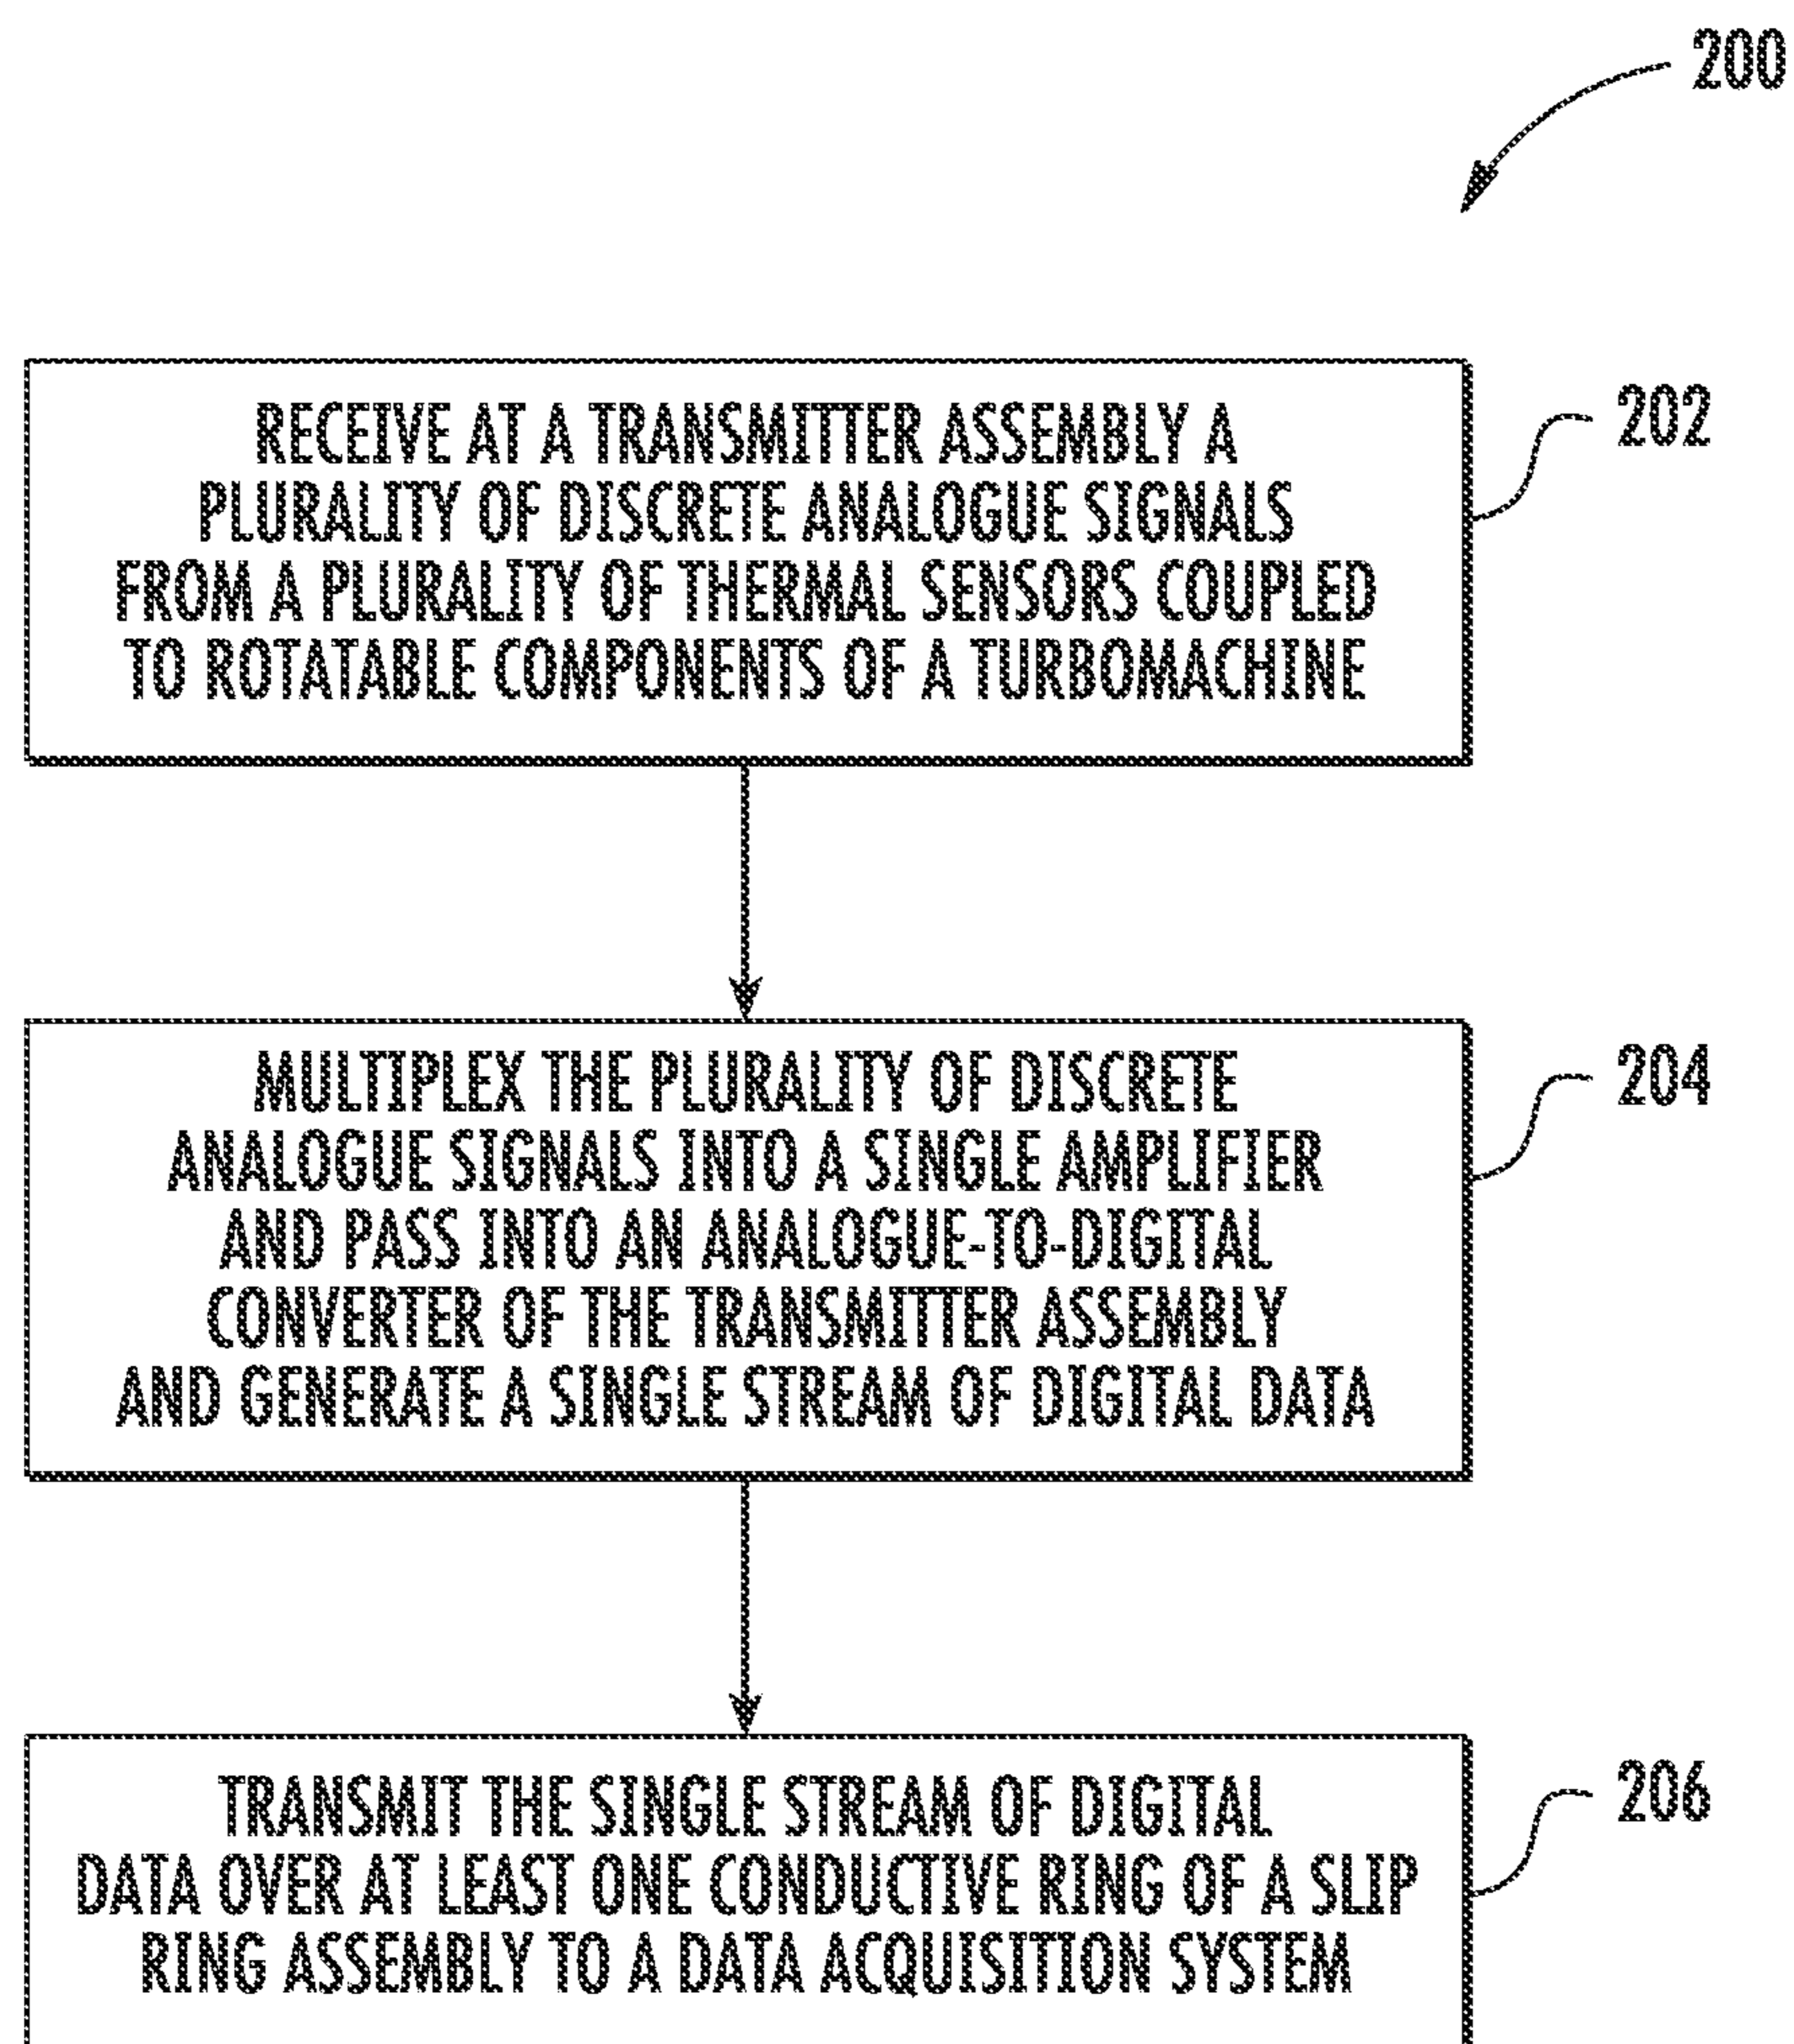 200
RECEIVE AT A TRANSMITTER ASSEMBLY A
PLURALITY OF DISCRETE ANALOGUE SIGNALS
FROM A PLURALITY OF THERMAL SENSORS COUPLED
TO ROTATABLE COMPONENTS OF A TURBOMACHINE
202
MULTIPLEX THE PLURALITY OF DISCRETE
ANALOGUE SIGNALS INTO A SINGLE AMPLIFIER
AND PASS INTO AN ANALOGUE-TO-DIGITAL
CONVERTER OF THE TRANSMITTER ASSEMBLY
AND GENERATE A SINGLE STREAM OF DIGITAL DATA
204
TRANSMIT THE SINGLE STREAM OF DIGITAL
DATA OVER AT LEAST ONE CONDUCTIVE RING OF A SLIP
RING ASSEMBLY TO A DATA ACQUISITION SYSTEM
206